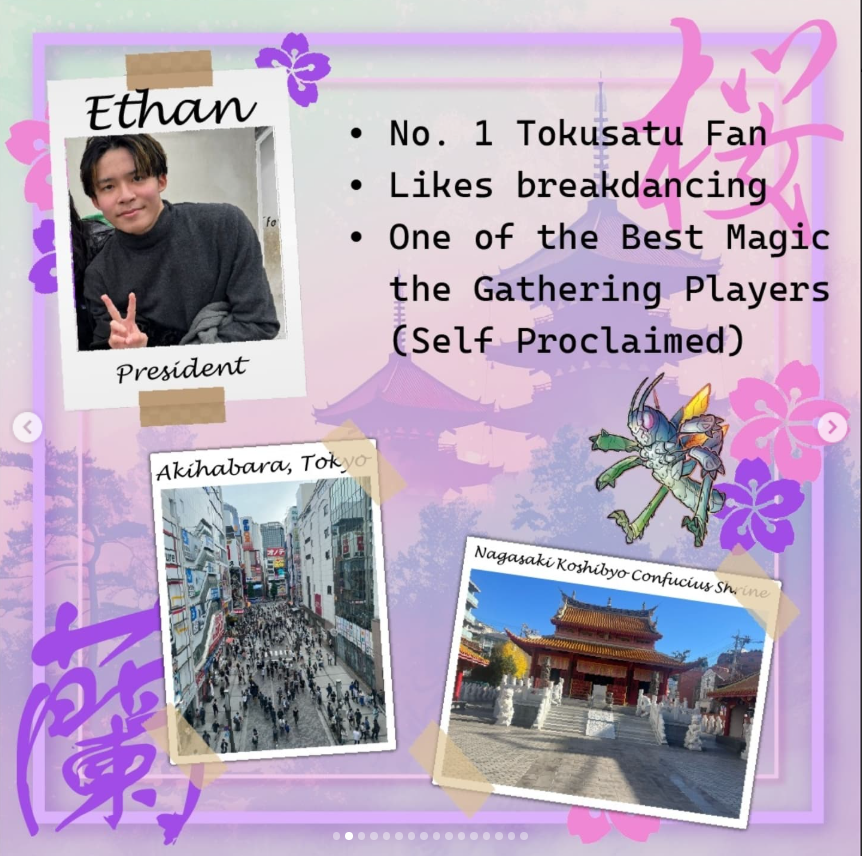 Ethan
President
• No. 1 Tokusatu Fan
• Likes breakdancing
• One of the Best Magic
the Gathering Players
(Self Proclaimed)
Akihabara, Tokyo
Nagasaki Koshibyo Confucius Shrine
桜
蘭